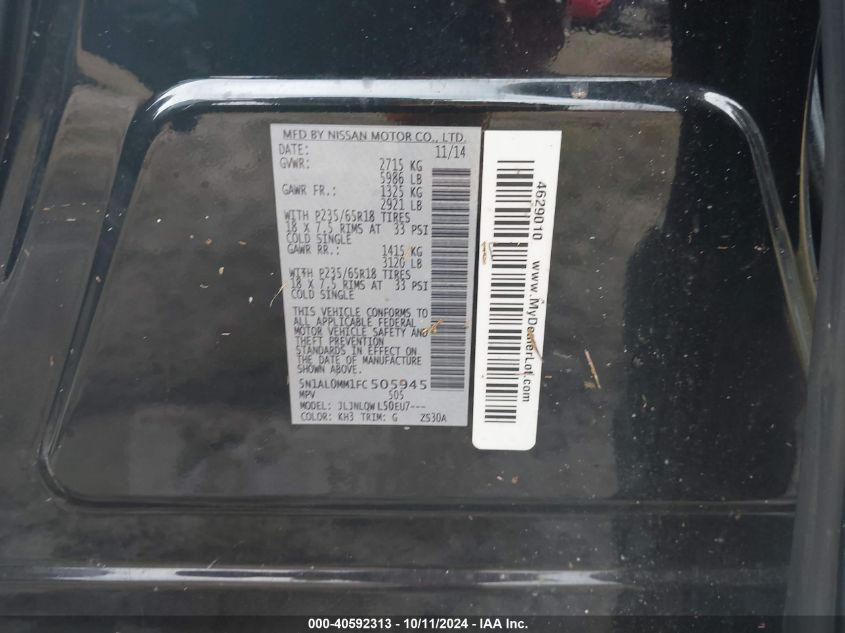 MFD BY NISSAN MOTOR CO., LTD.
DATE: 11/14
GVWR: 2715 KG
5986 LB
GAWR FR.: 1325 KG
2921 LB
WITH P235/65R18 TIRES
18 X 7.5 RIMS AT 33 PSI
COLD SINGLE
GAWR RR.: 1415 KG
3120 LB
WITH P235/65R18 TIRES
18 X 7.5 RIMS AT 33 PSI
COLD SINGLE
THIS VEHICLE CONFORMS TO
ALL APPLICABLE FEDERAL
MOTOR VEHICLE SAFETY AND
THEFT PREVENTION
STANDARDS IN EFFECT ON
THE DATE OF MANUFACTURE
SHOWN ABOVE.
5N1AL0MM1FC505945
MPV 505
MODEL: JLJNLQW L50EU7---
COLOR: KH3 TRIM: G ZS30A
4629010 www.MyDealerLot.com
000-40592313 - 10/11/2024 - IAA Inc.